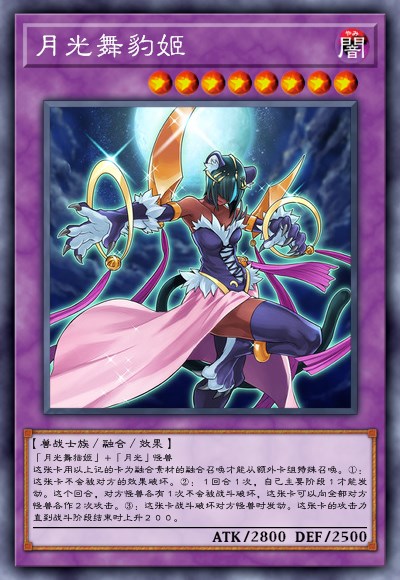 月光舞豹姬
やみ
闇
【兽战士族／融合／效果】
「月光舞猫姬」＋「月光」怪兽
这张卡用以上记的卡为融合素材的融合召唤才能从额外卡组特殊召唤。①：
这张卡不会被对方的效果破坏。②：1回合1次，自己主要阶段1才能发
动。这个回合，对方怪兽各有1次不会被战斗破坏，这张卡可以向全部对方
怪兽各作2次攻击。③：这张卡战斗破坏对方怪兽时发动。这张卡的攻击力
直到战斗阶段结束时上升200。
ATK/2800 DEF/2500